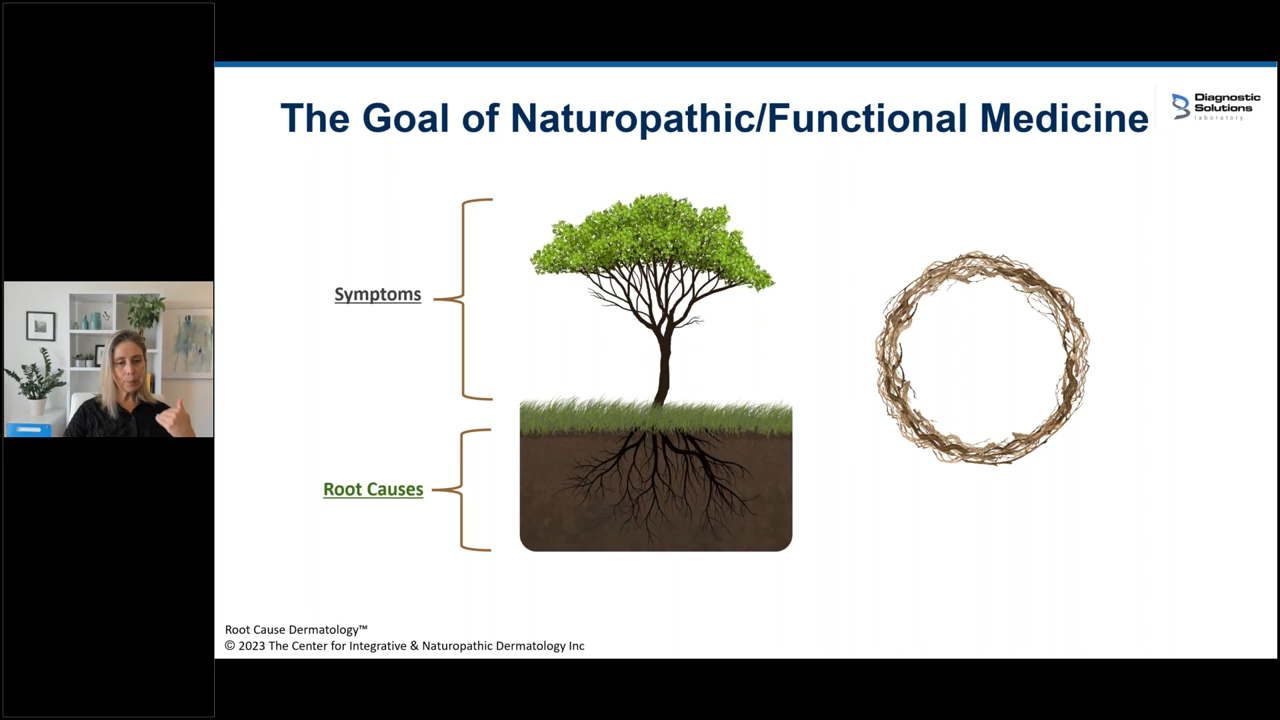 The Goal of Naturopathic/Functional Medicine
Diagnostic
Solutions
laboratory
Symptoms
Root Causes
Root Cause Dermatology™
© 2023 The Center for Integrative & Naturopathic Dermatology Inc